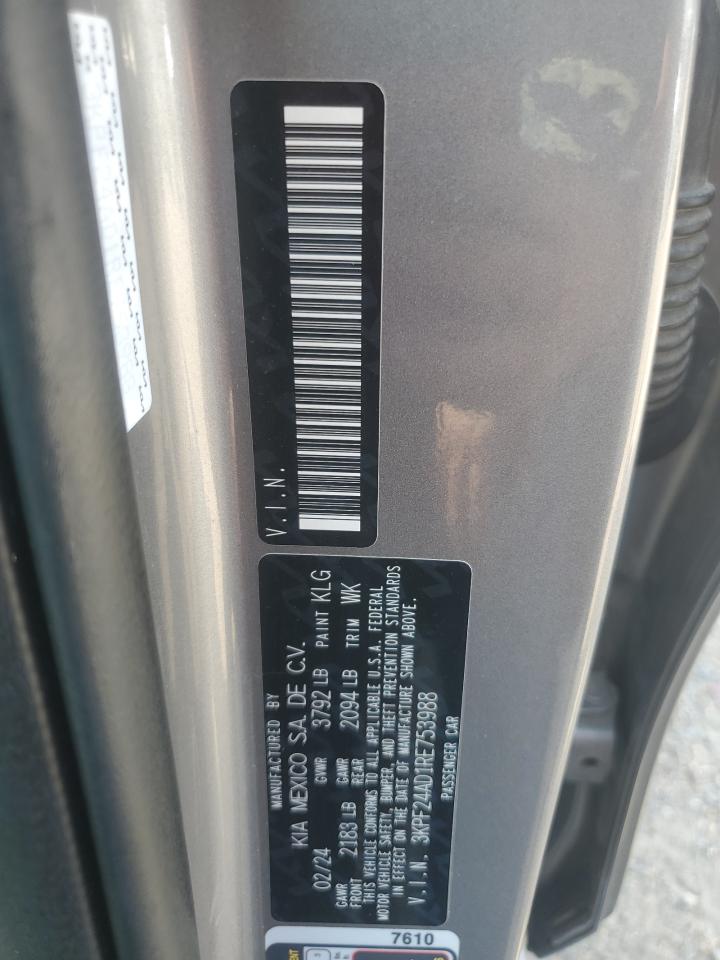 V.I.N.
MANUFACTURED BY
KIA MEXICO S.A. DE C.V.
02/24 GVWR 3792 LB PAINT KLG
GAWR FRONT 2183 LB GAWR REAR 2094 LB TRIM WK
THIS VEHICLE CONFORMS TO ALL APPLICABLE U.S.A. FEDERAL
MOTOR VEHICLE SAFETY, BUMPER, AND THEFT PREVENTION STANDARDS
IN EFFECT ON THE DATE OF MANUFACTURE SHOWN ABOVE.
V.I.N. 3KPF24AD1RE753988
PASSENGER CAR
7610